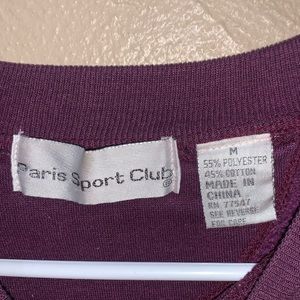 Paris Sport Club
®
M
55% POLYESTER
45% COTTON
MADE IN
CHINA
RN 77547
SEE REVERSE
FOR CARE